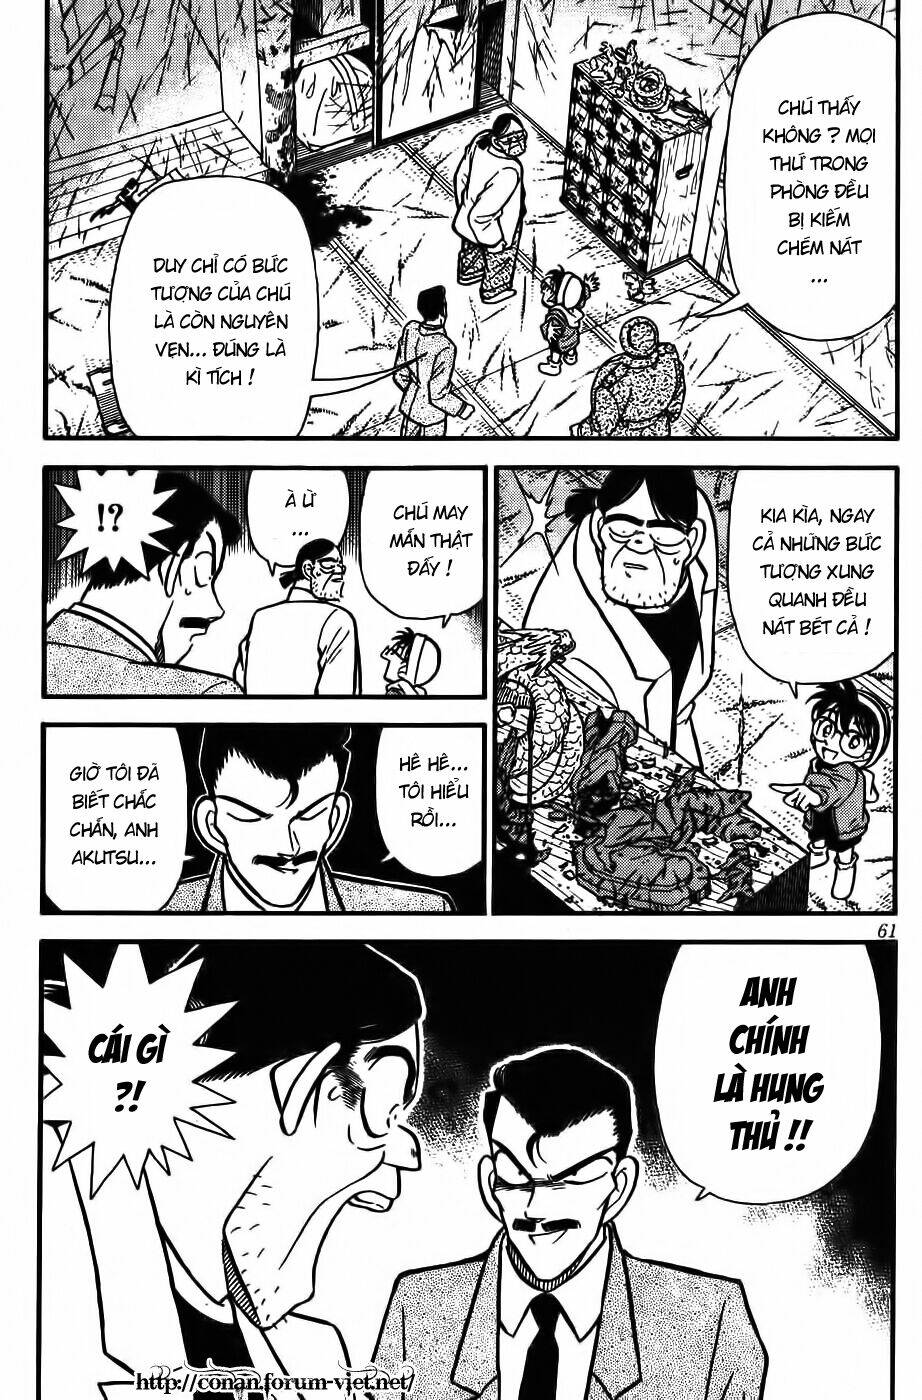 CHÚ THẤY
KHÔNG ? MỌI
THỨ TRONG
PHÒNG ĐỀU
BỊ KIẾM
CHÉM NÁT
...
DUY CHỈ CÓ BỨC
TƯỢNG CỦA CHÚ
LÀ CÒN NGUYÊN
VẸN... ĐÚNG LÀ
KÌ TÍCH !
KIA KÌA, NGAY
CẢ NHỮNG BỨC
TƯỢNG XUNG
QUANH ĐỀU
NÁT BÉT CẢ !
CHÚ MAY
MẮN THẬT
ĐẤY !
À Ừ
...
!?
HÊ HÊ...
TÔI HIỂU
RỒI...
GIỜ TÔI ĐÃ
BIẾT CHẮC
CHẮN, ANH
AKUTSU...
61
ANH
CHÍNH
LÀ HUNG
THỦ !!
CÁI GÌ
?!
http://conan.forum-viet.net/